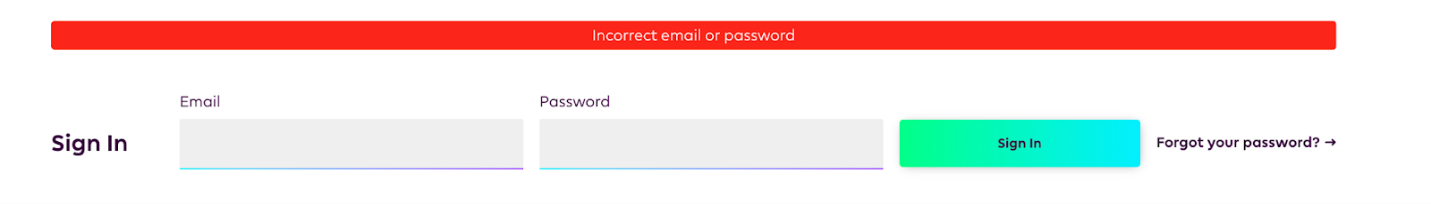 Incorrect email or password
Email
Password
Sign In
Sign In
Forgot your password? →